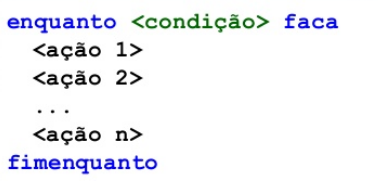 enquanto <condição> faca
<ação 1>
<ação 2>
...
<ação n>
fimenquanto